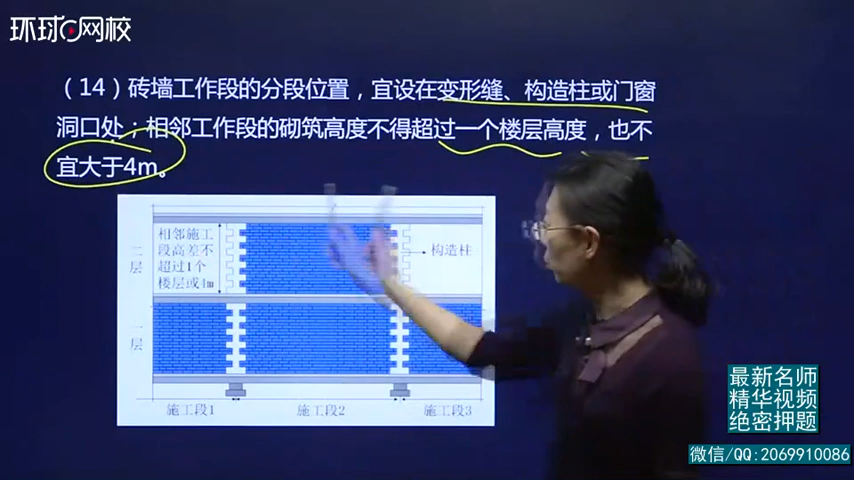 环球网校
（14）砖墙工作段的分段位置，宜设在变形缝、构造柱或门窗
洞口处；相邻工作段的砌筑高度不得超过一个楼层高度，也不
宜大于4m。
二层
相邻施工
段高差不
超过1个
楼层或4m
构造柱
一层
施工段1
施工段2
施工段3
最新名师
精华视频
绝密押题
微信/QQ:2069910086